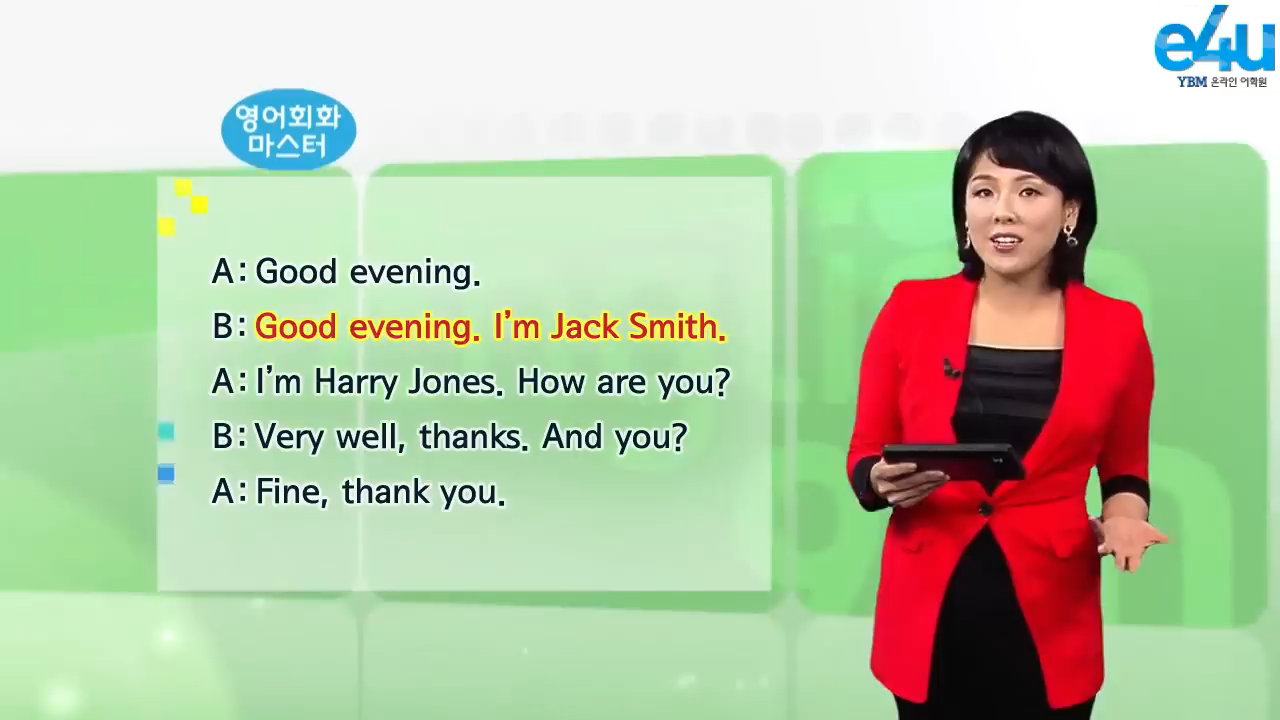 e4u
YBM 온라인 어학원
영어회화
마스터
A: Good evening.
B: Good evening. I'm Jack Smith.
A: I'm Harry Jones. How are you?
B: Very well, thanks. And you?
A: Fine, thank you.